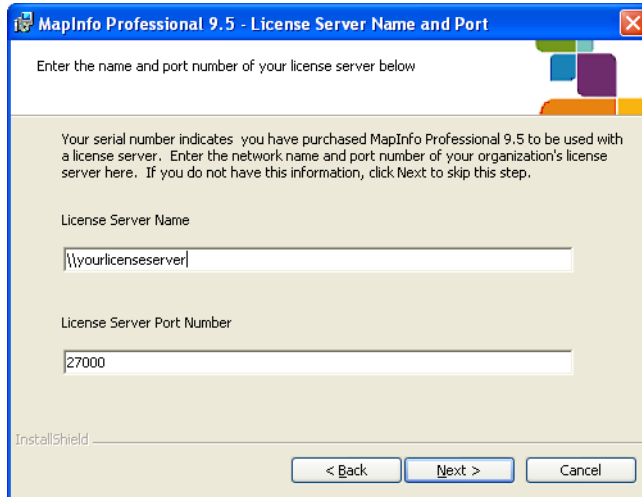 MapInfo Professional 9.5 - License Server Name and Port
Enter the name and port number of your license server below
Your serial number indicates  you have purchased MapInfo Professional 9.5 to be used with
a license server.  Enter the network name and port number of your organization's license
server here.  If you do not have this information, click Next to skip this step.
License Server Name
\\yourlicenseserver
License Server Port Number
27000
InstallShield
< Back
Next >
Cancel